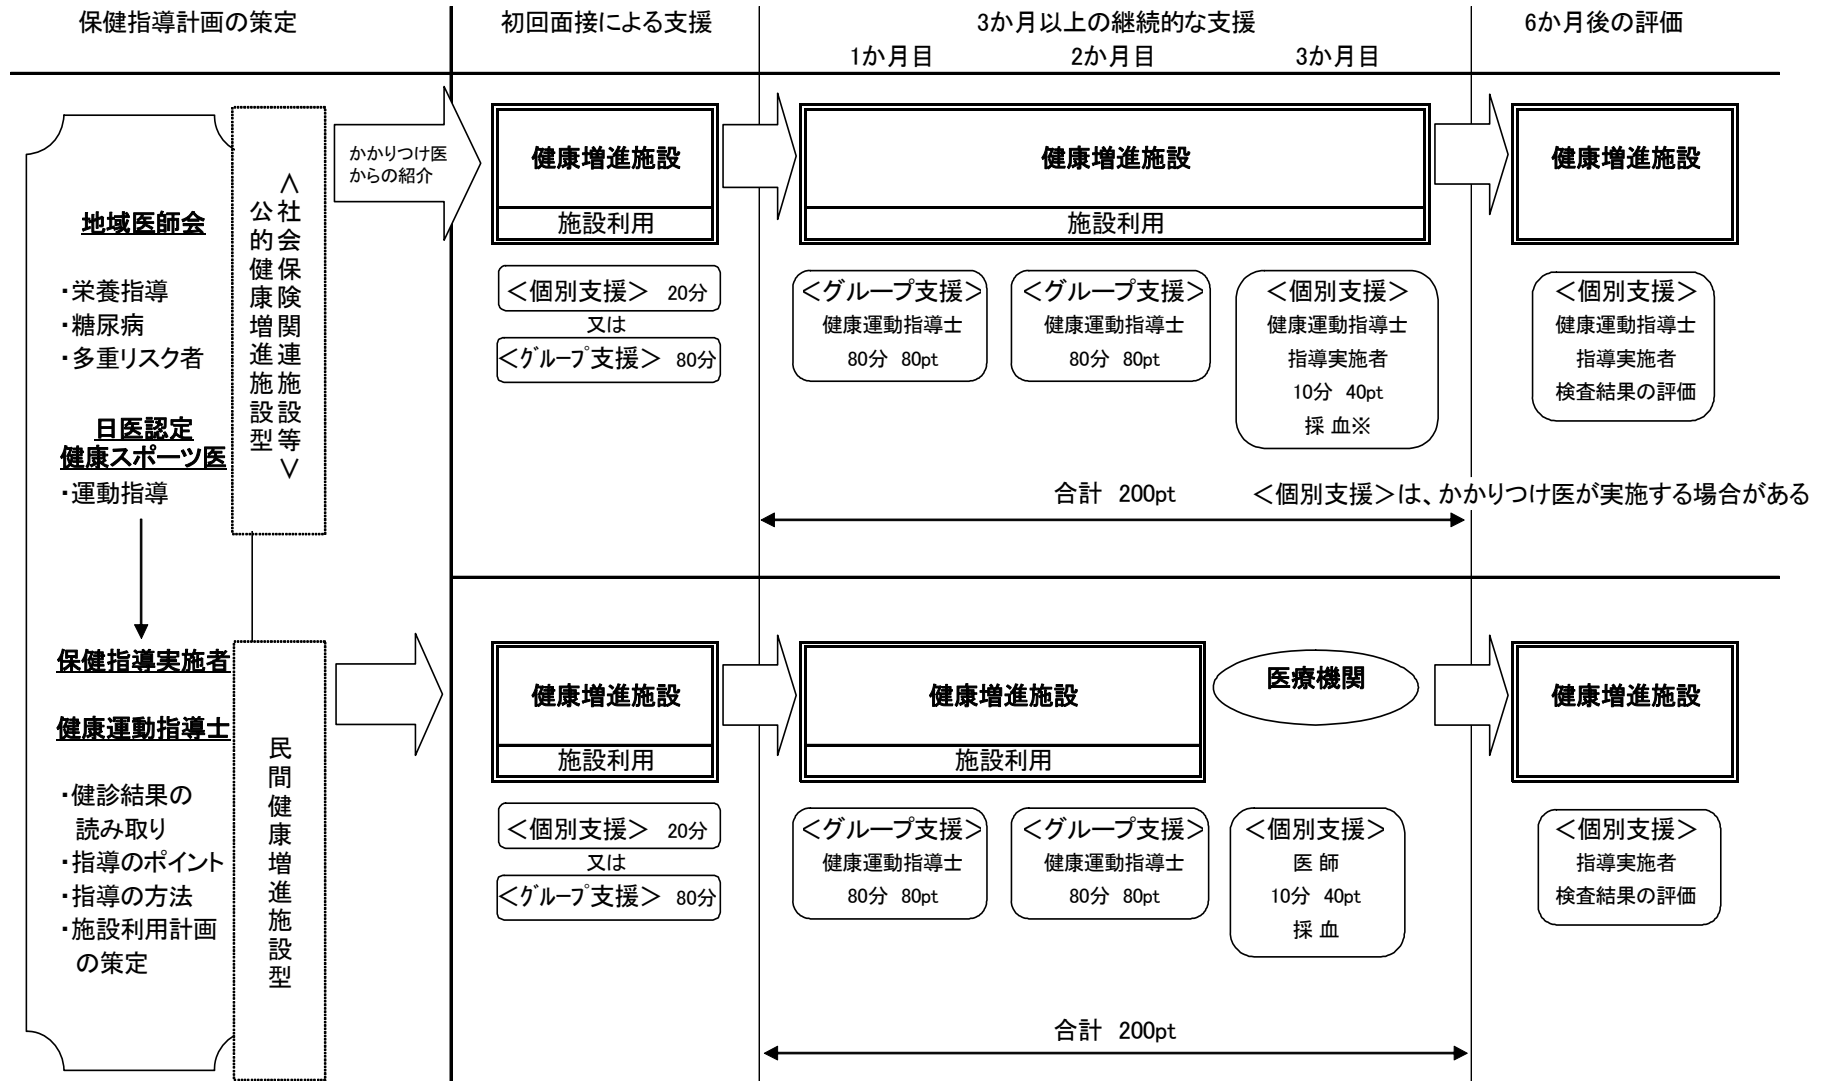 保健指導計画の策定
初回面接による支援
3か月以上の継続的な支援
1か月目
2か月目
3か月目
6か月後の評価
地域医師会
・栄養指導
・糖尿病
・多重リスク者
日医認定
健康スポーツ医
・運動指導
保健指導実施者
健康運動指導士
・健診結果の
読み取り
・指導のポイント
・指導の方法
・施設利用計画
の策定
公的健康増進施設型
＜社会保険関連施設等＞
かかりつけ医
からの紹介
健康増進施設
施設利用
＜個別支援＞ 20分
又は
＜グループ支援＞ 80分
健康増進施設
施設利用
＜グループ支援＞
健康運動指導士
80分 80pt
＜グループ支援＞
健康運動指導士
80分 80pt
＜個別支援＞
健康運動指導士
指導実施者
10分 40pt
採 血※
健康増進施設
＜個別支援＞
健康運動指導士
指導実施者
検査結果の評価
合計 200pt
＜個別支援＞は、かかりつけ医が実施する場合がある
民間健康増進施設型
健康増進施設
施設利用
＜個別支援＞ 20分
又は
＜グループ支援＞ 80分
健康増進施設
施設利用
医療機関
＜グループ支援＞
健康運動指導士
80分 80pt
＜グループ支援＞
健康運動指導士
80分 80pt
＜個別支援＞
医 師
10分 40pt
採 血
健康増進施設
＜個別支援＞
指導実施者
検査結果の評価
合計 200pt